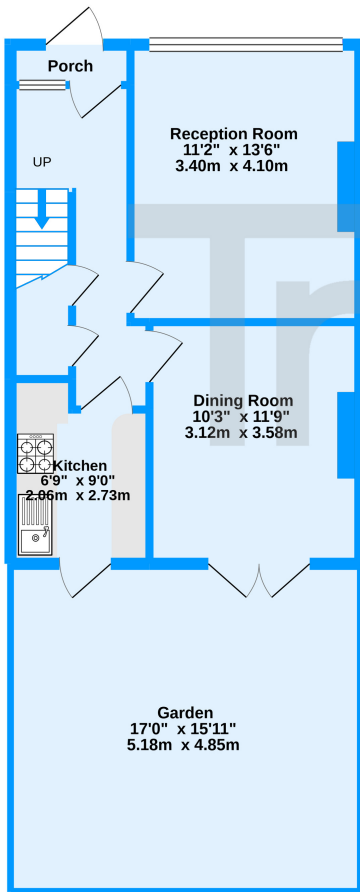 Porch
Reception Room
11'2" x 13'6"
3.40m x 4.10m
UP
Tr
Dining Room
10'3" x 11'9"
3.12m x 3.58m
Kitchen
6'9" x 9'0"
2.06m x 2.73m
Garden
17'0" x 15'11"
5.18m x 4.85m